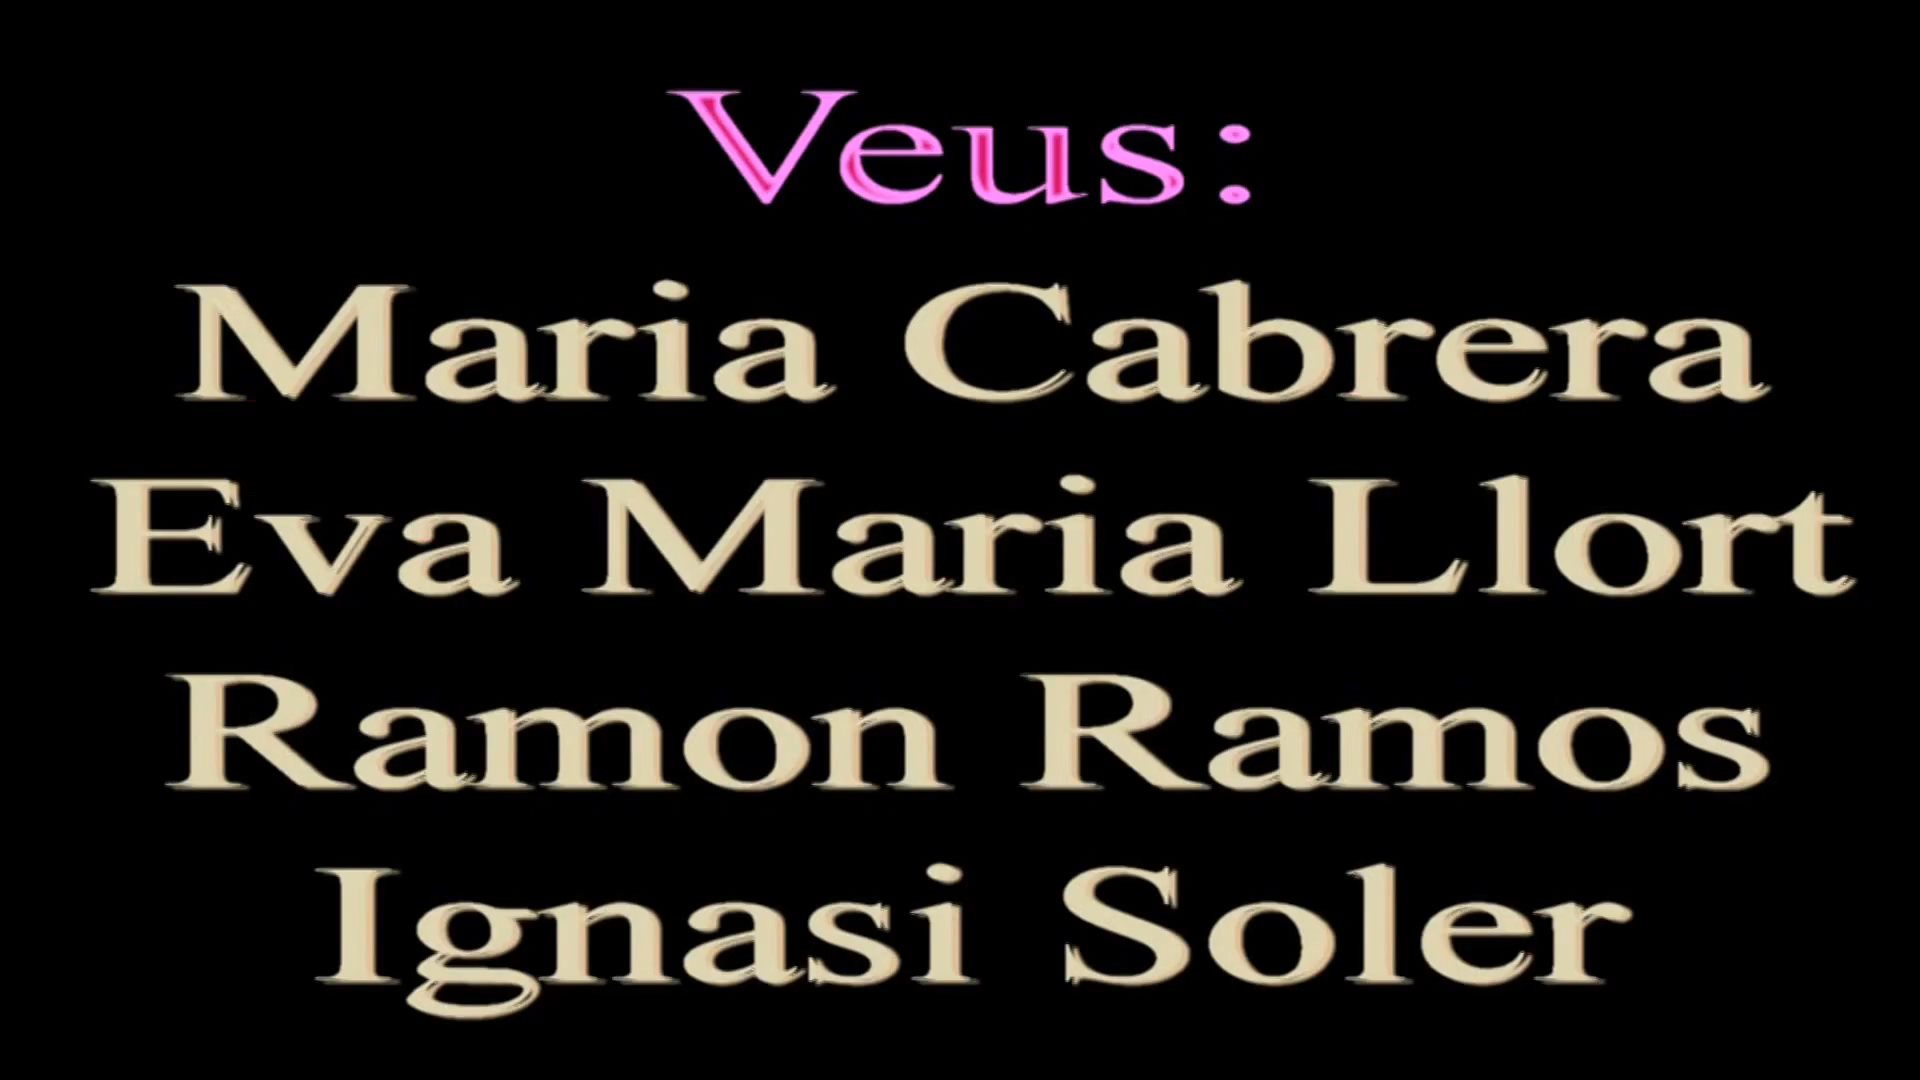 Veus:
Maria Cabrera
Eva Maria Llort
Ramon Ramos
Ignasi Soler